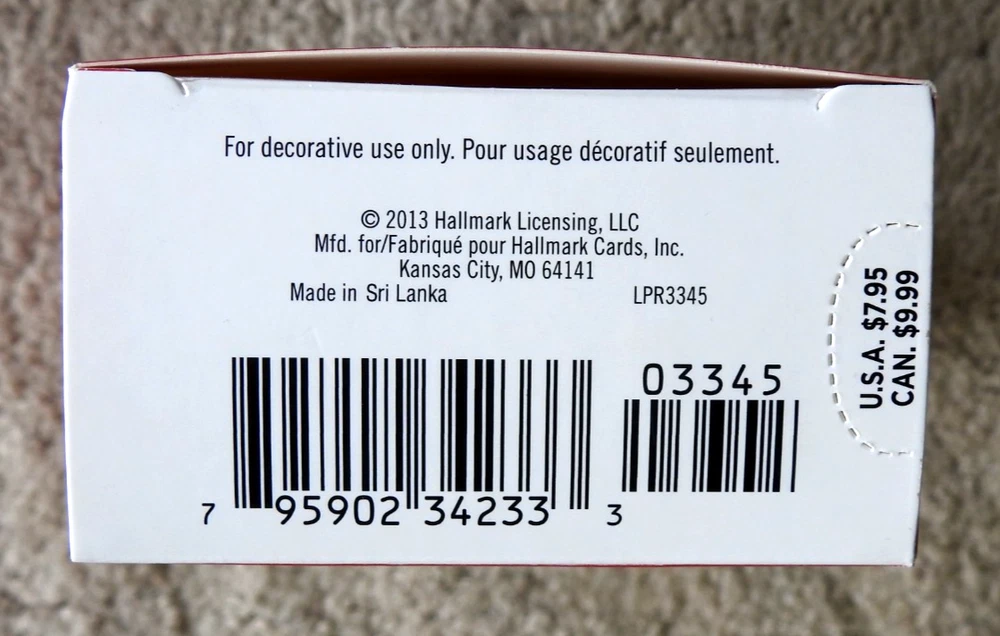 For decorative use only. Pour usage décoratif seulement.
© 2013 Hallmark Licensing, LLC
Mfd. for/Fabriqué pour Hallmark Cards, Inc.
Kansas City, MO 64141
Made in Sri Lanka LPR3345
U.S.A. $7.95
CAN. $9.99
03345
7 95902 34233 3